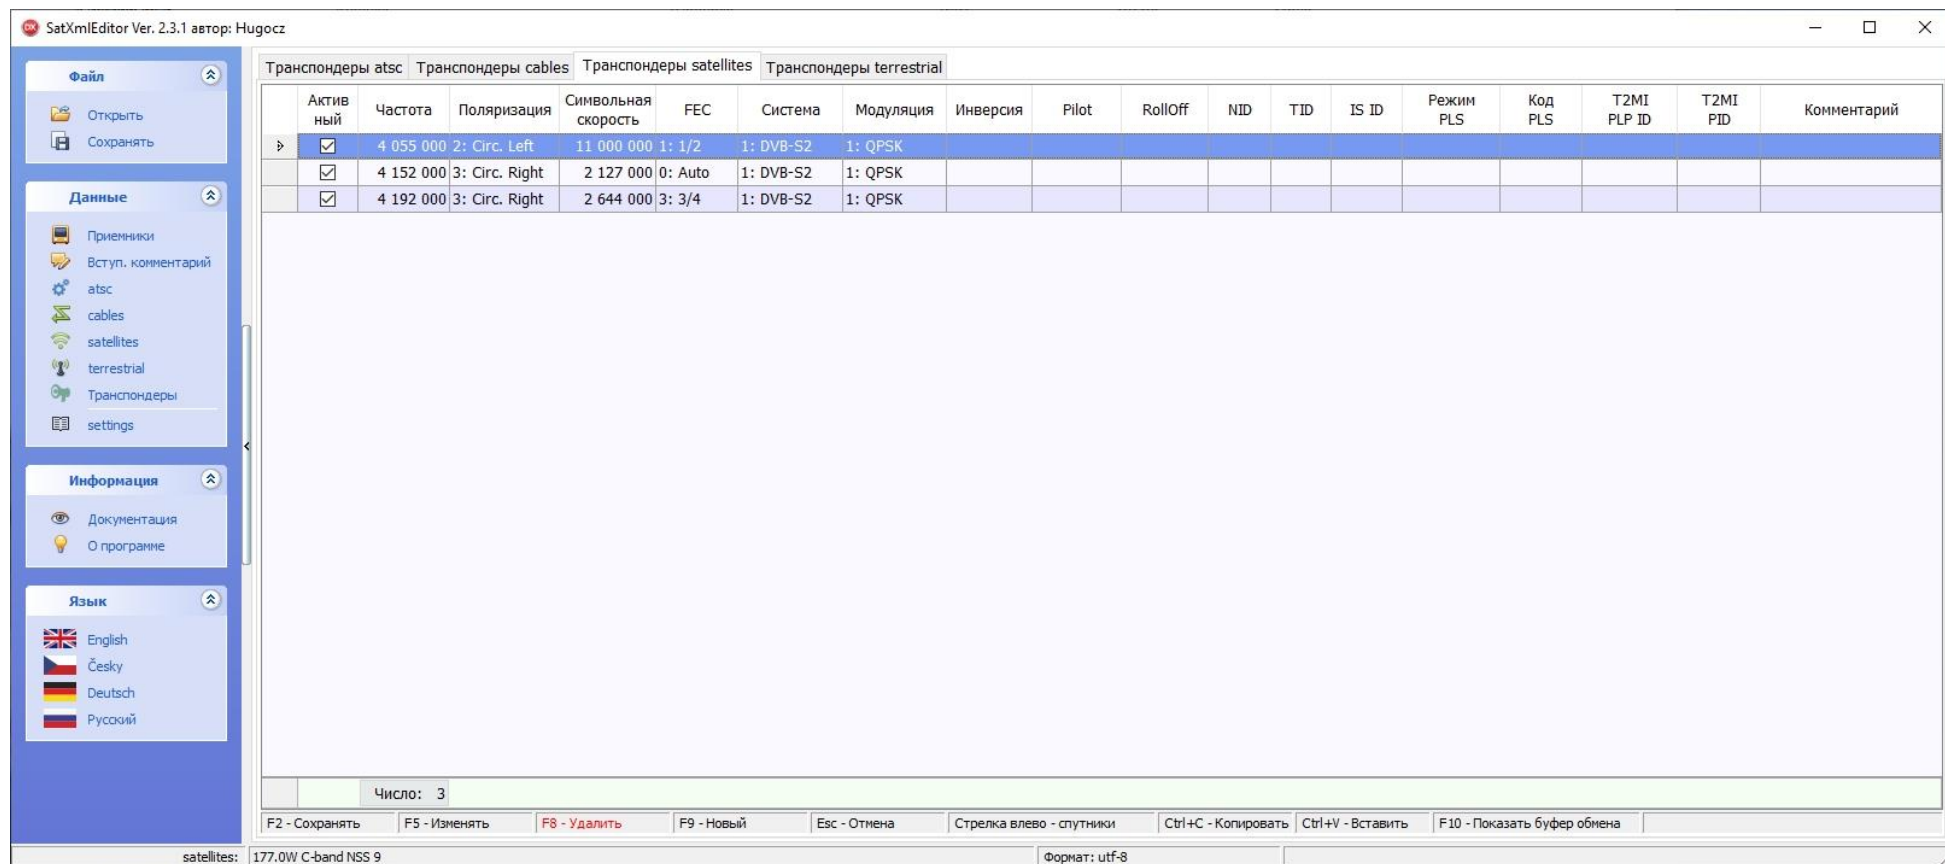 SatXmlEditor Ver. 2.3.1 автор: Hugocz
Файл
Открыть
Сохранять
Данные
Приемники
Вступ. комментарий
atsc
cables
satellites
terrestrial
Транспондеры
settings
Информация
Документация
О программе
Язык
English
Česky
Deutsch
Русский
Транспондеры atsc Транспондеры cables Транспондеры satellites Транспондеры terrestrial
Актив ный Частота Поляризация Символьная скорость FEC Система Модуляция Инверсия Pilot RollOff NID TID IS ID Режим PLS Код PLS T2MI PLP ID T2MI PID Комментарий
4 055 000 2: Circ. Left 11 000 000 1: 1/2 1: DVB-S2 1: QPSK
4 152 000 3: Circ. Right 2 127 000 0: Auto 1: DVB-S2 1: QPSK
4 192 000 3: Circ. Right 2 644 000 3: 3/4 1: DVB-S2 1: QPSK
Число: 3
F2 - Сохранять F5 - Изменять F8 - Удалить F9 - Новый Esc - Отмена Стрелка влево - спутники Ctrl+C - Копировать Ctrl+V - Вставить F10 - Показать буфер обмена
satellites: 177.0W C-band NSS 9 Формат: utf-8